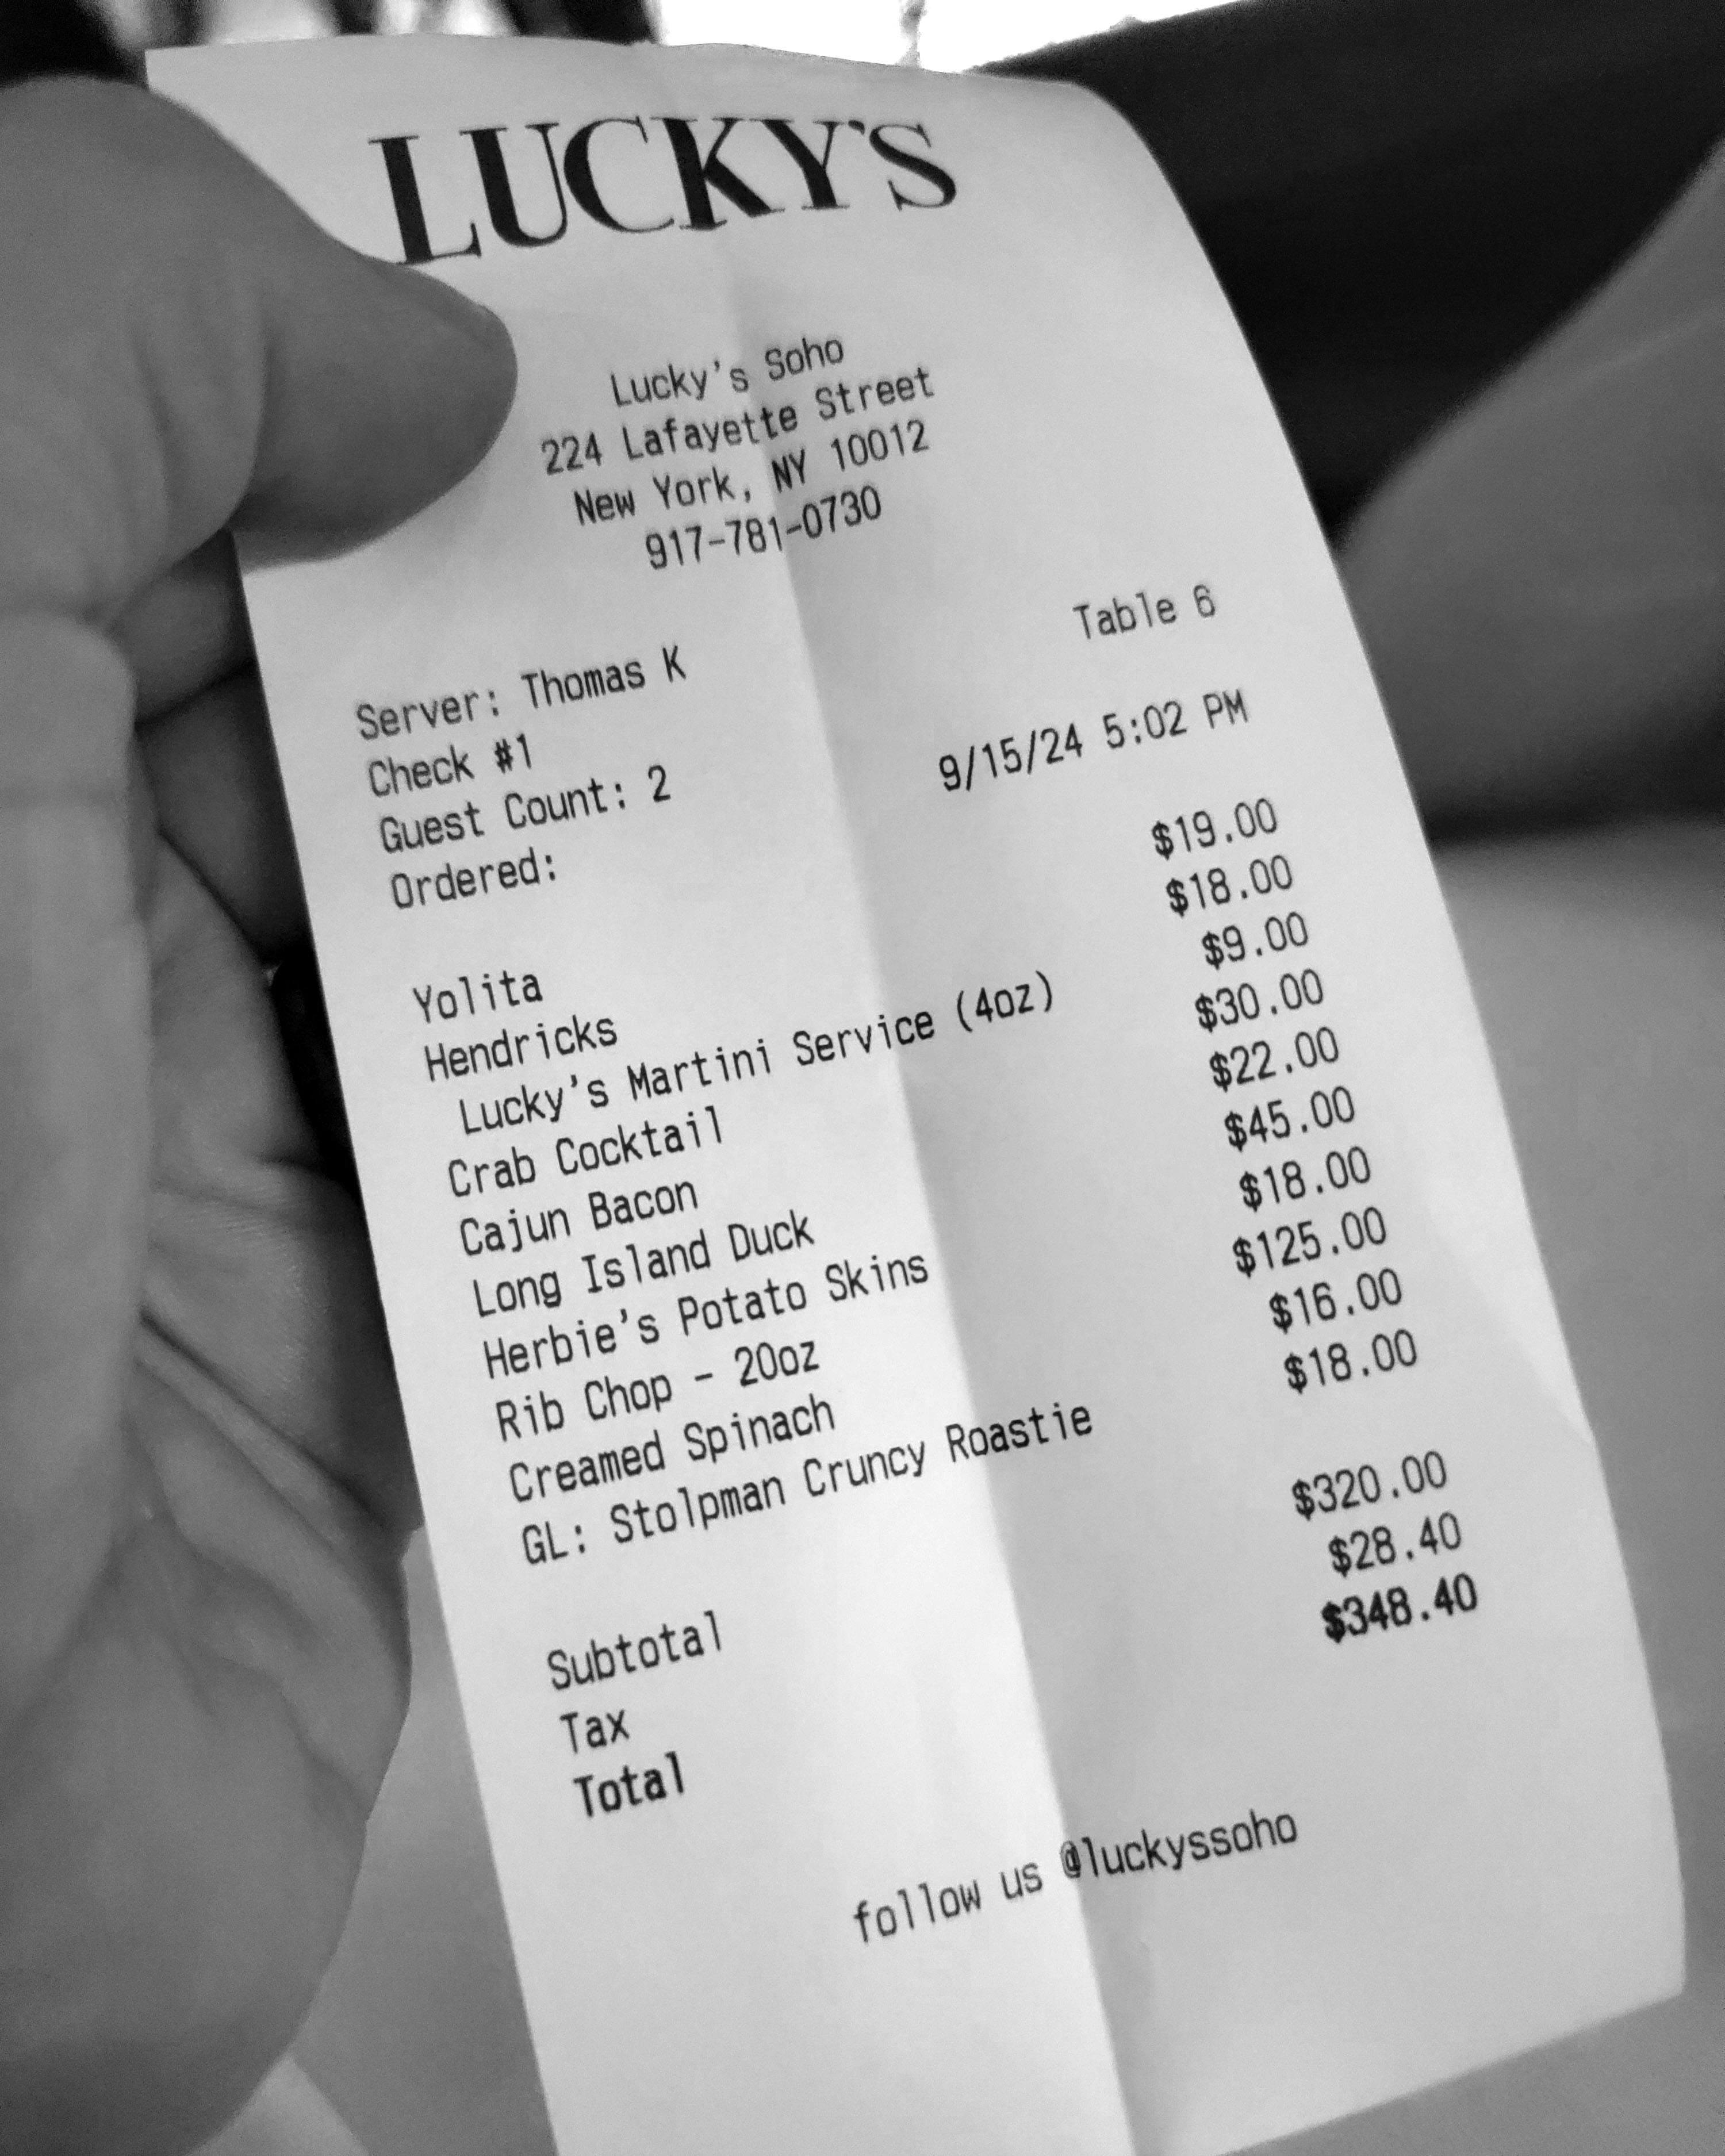 LUCKY'S
Lucky's Soho
224 Lafayette Street
New York, NY 10012
917-781-0730
Server: Thomas K Table 6
Check #1
Guest Count: 2
Ordered: 9/15/24 5:02 PM
Yolita $19.00
Hendricks $18.00
Lucky's Martini Service (4oz) $9.00
Crab Cocktail $30.00
Cajun Bacon $22.00
Long Island Duck $45.00
Herbie's Potato Skins $18.00
Rib Chop - 20oz $125.00
Creamed Spinach $16.00
GL: Stolpman Cruncy Roastie $18.00
Subtotal $320.00
Tax $28.40
Total $348.40
follow us @luckyssoho